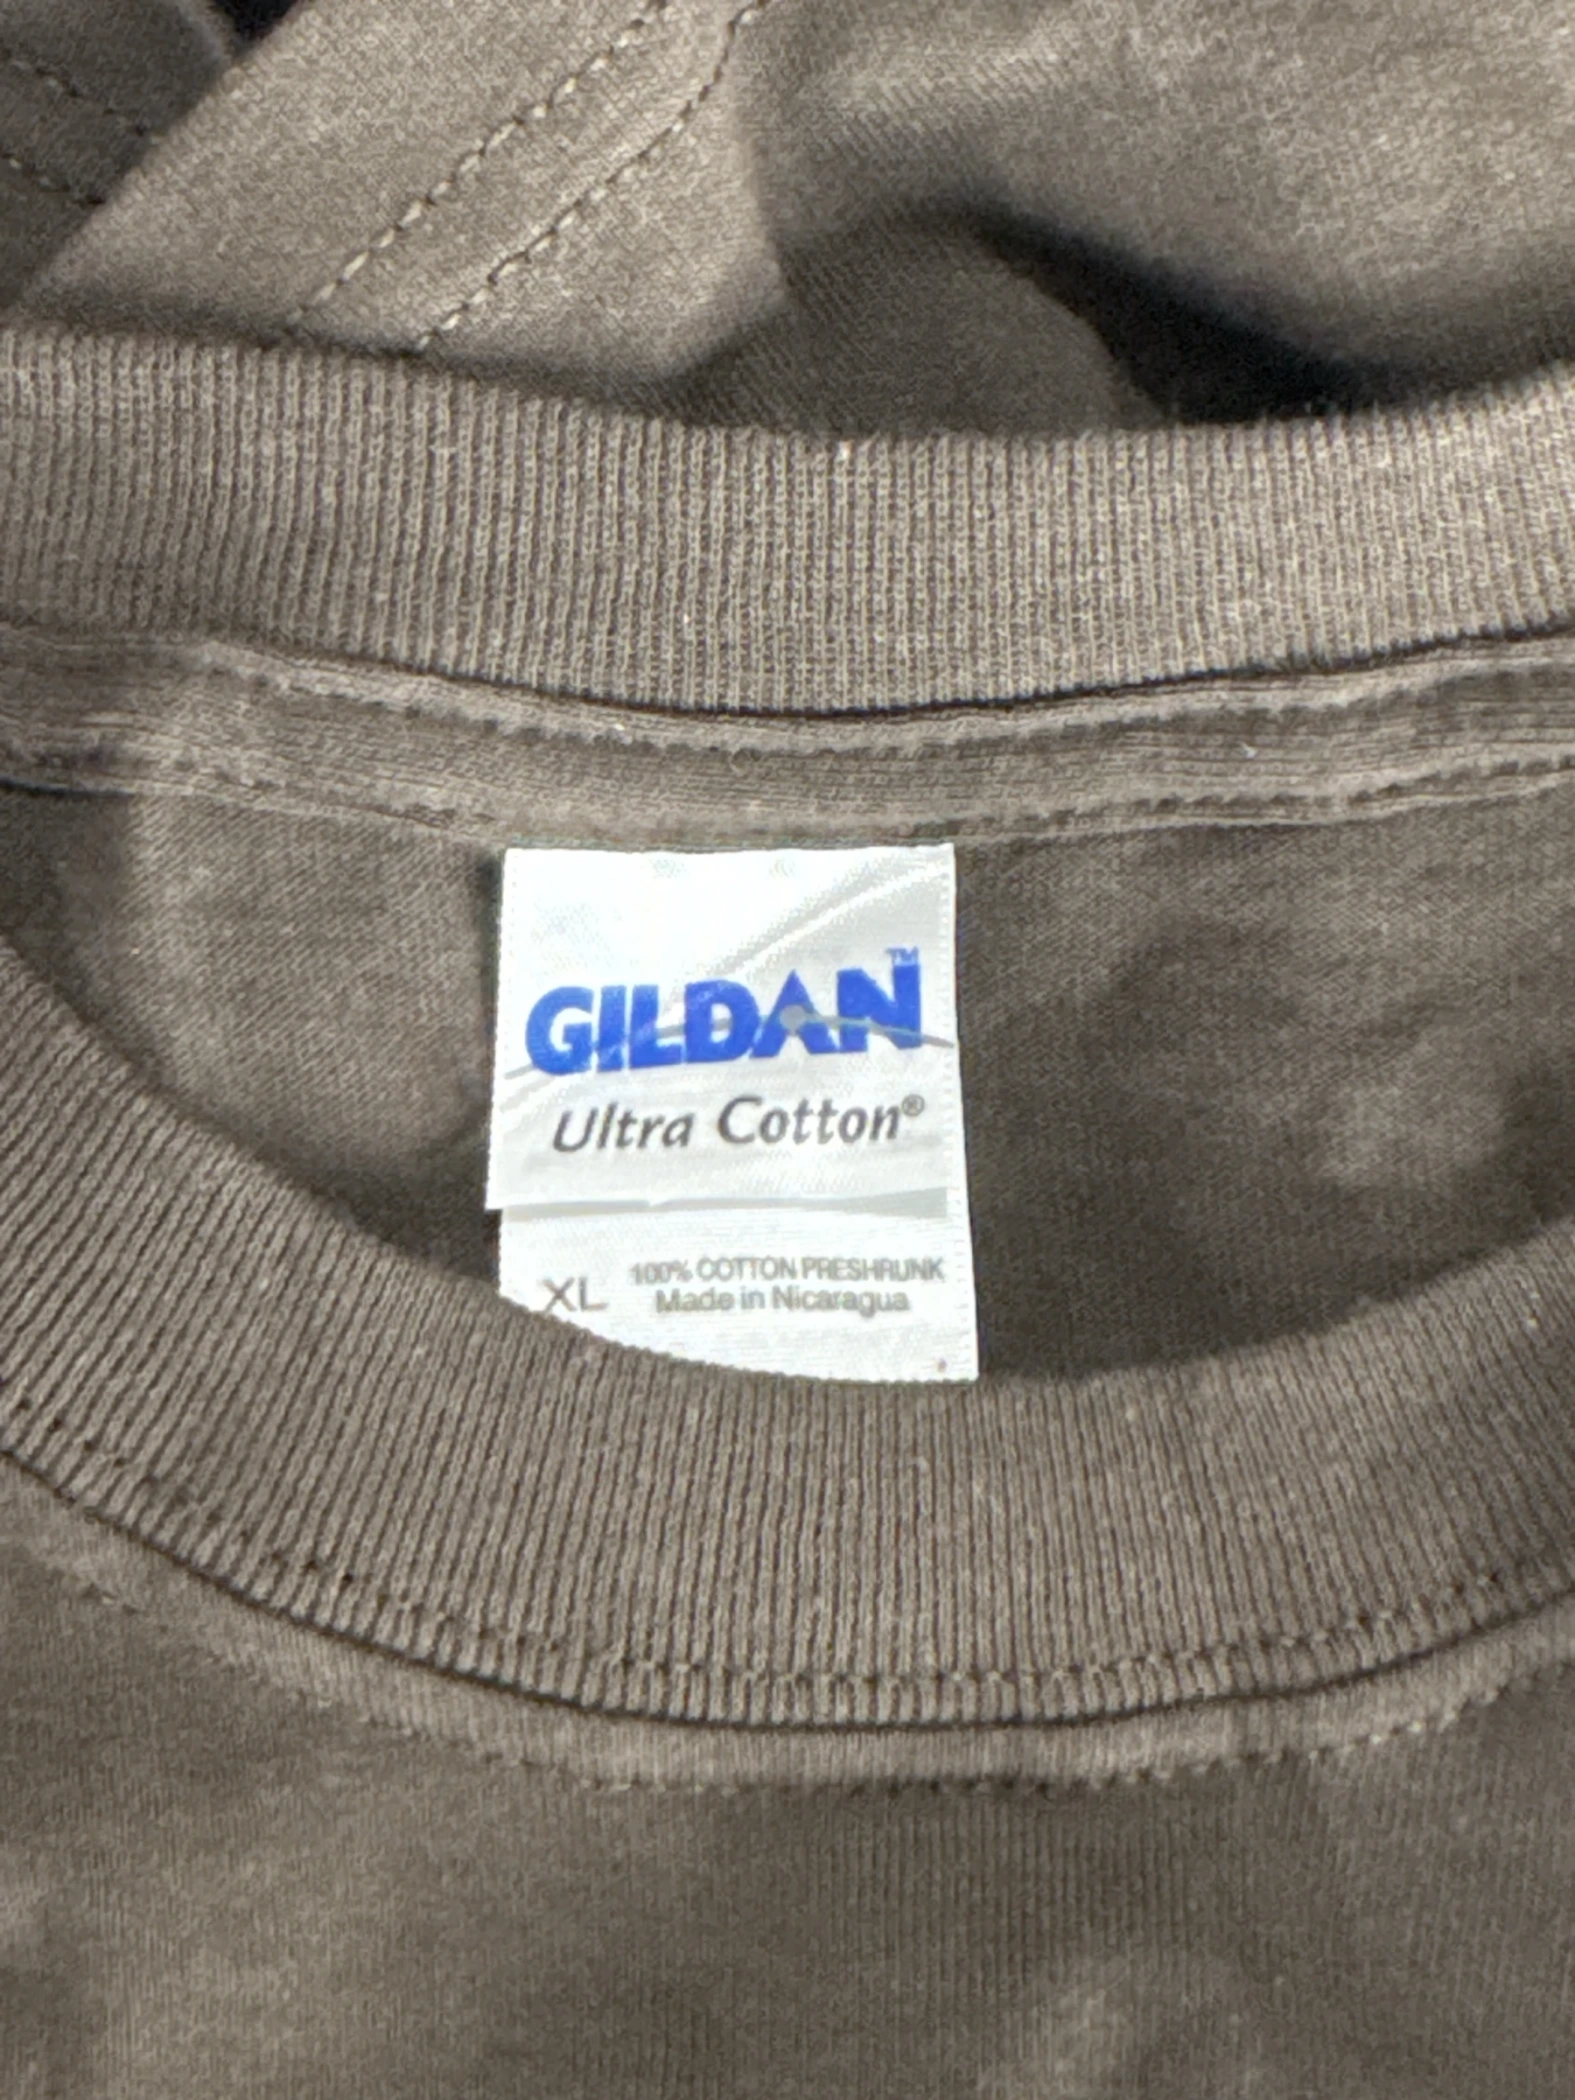 GILDAN™
Ultra Cotton®
XL 100% COTTON PRESHRUNK
Made in Nicaragua